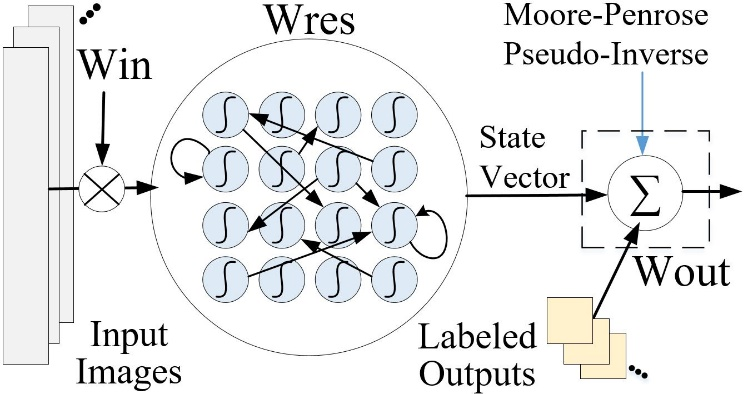 Wres
Moore-Penrose
Pseudo-Inverse
Win
State
Vector
Σ
Wout
Input
Images
Labeled
Outputs